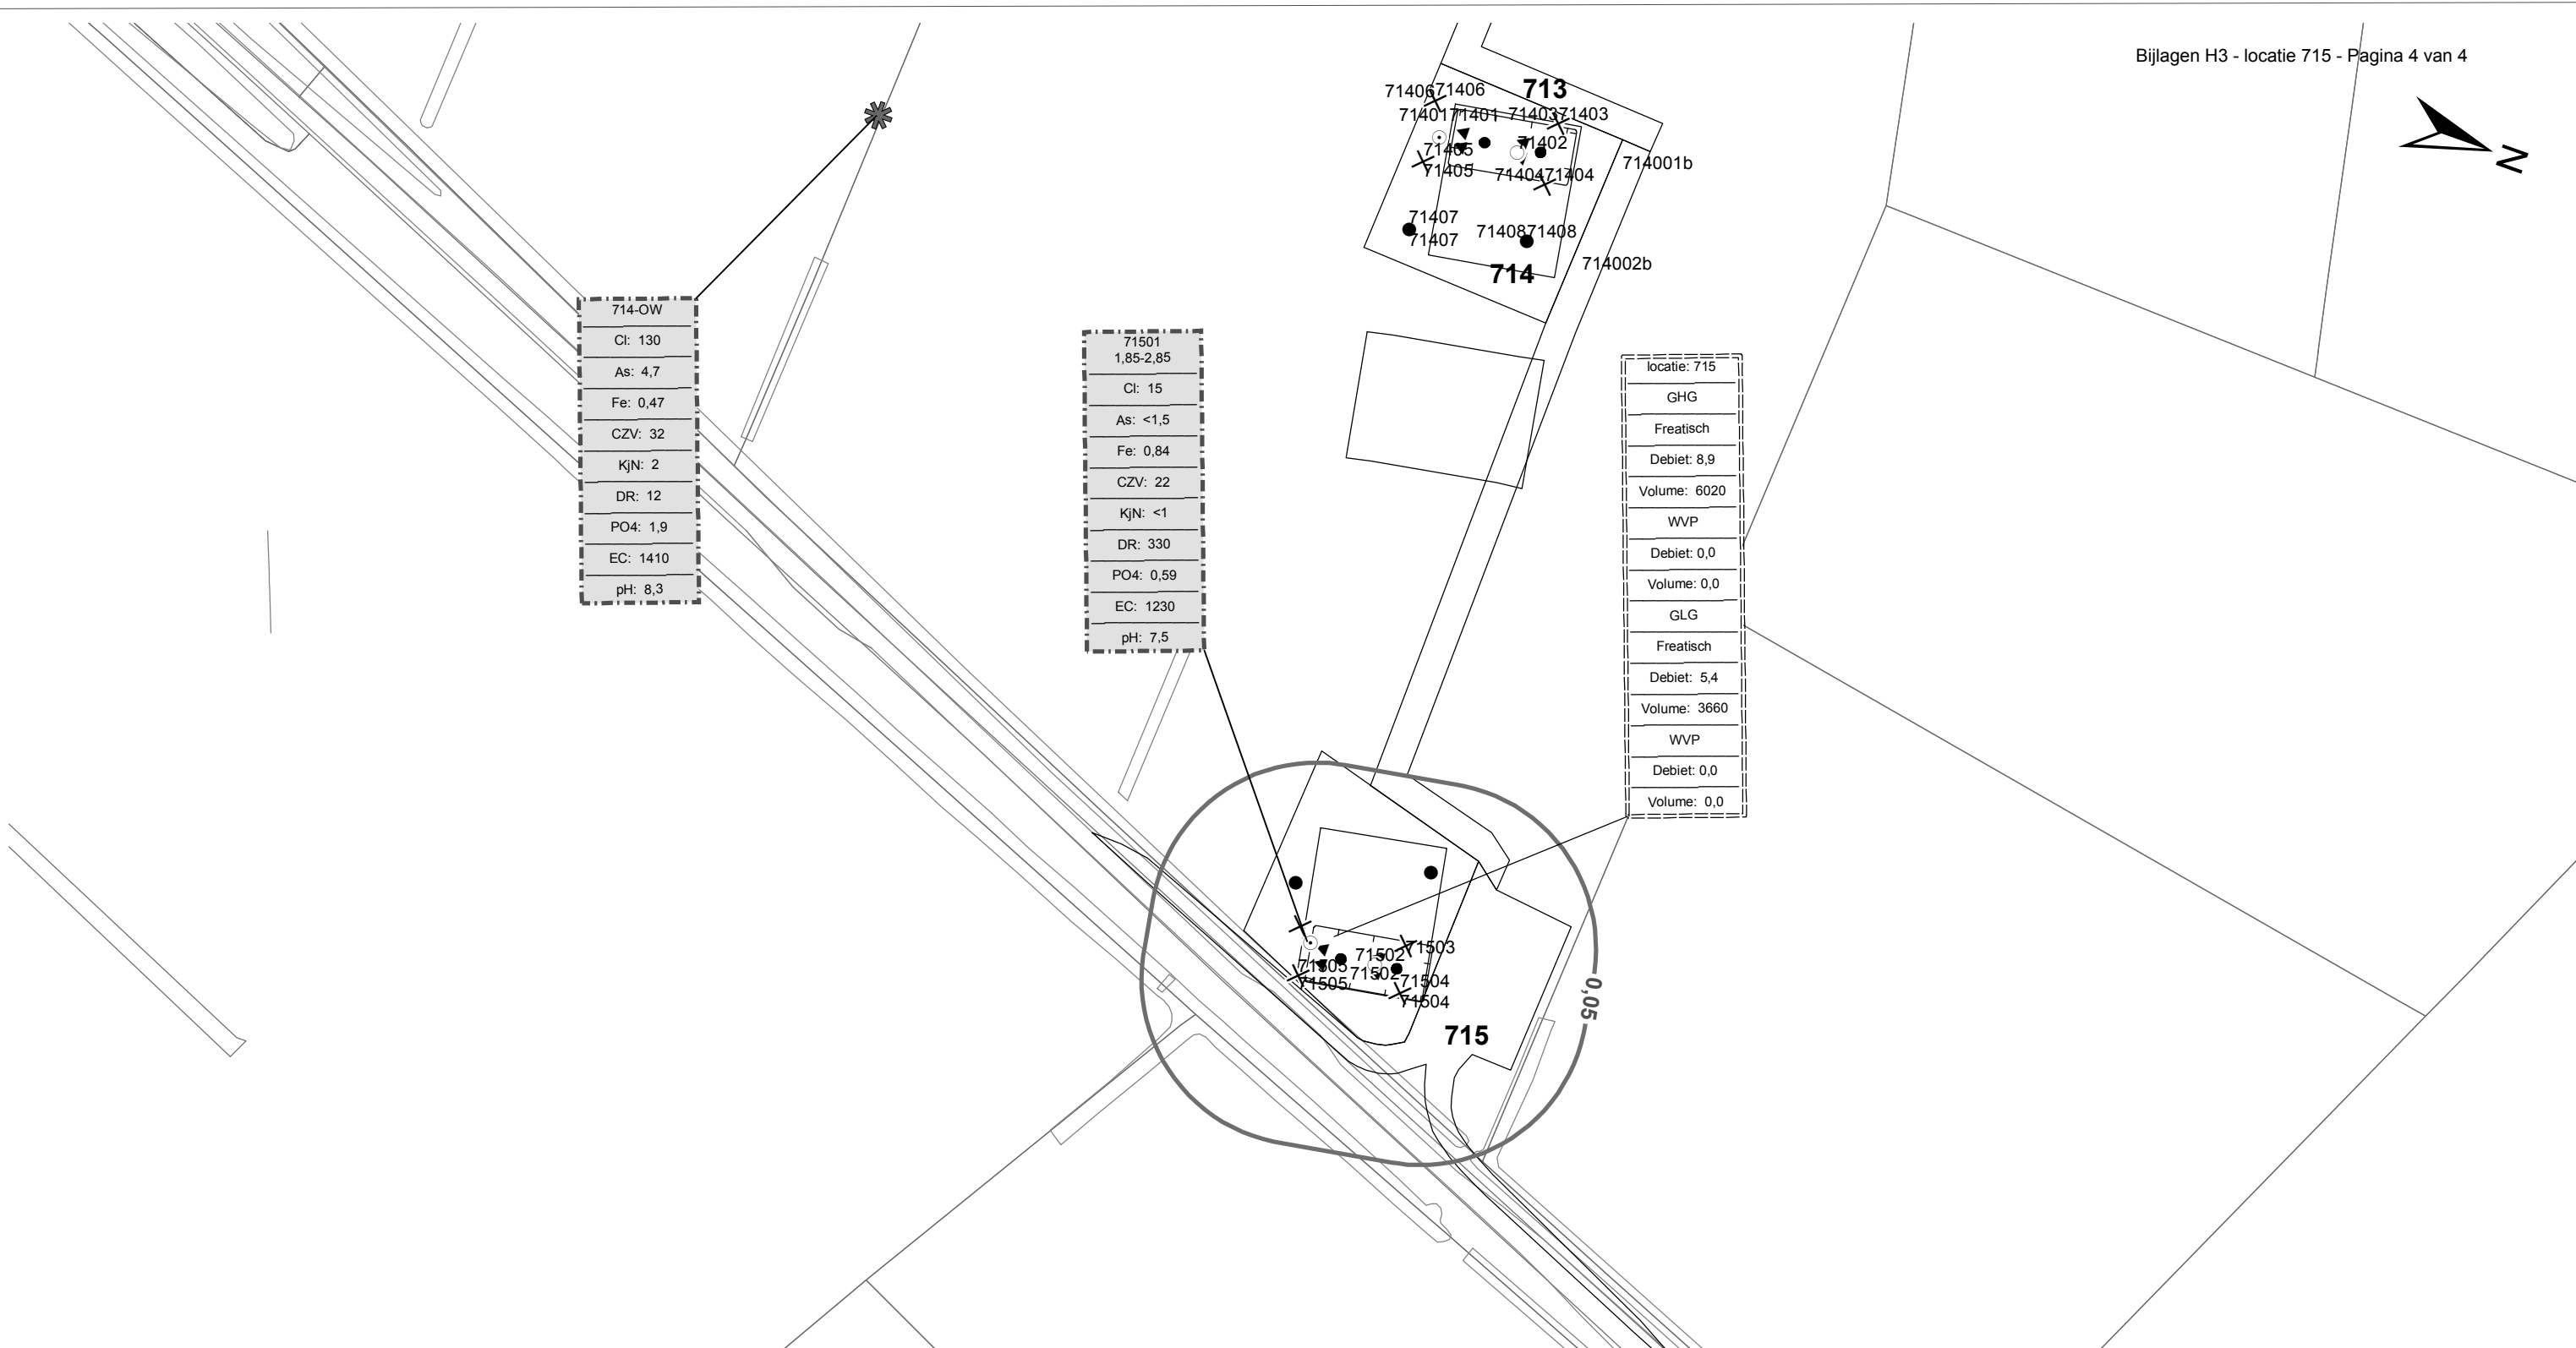 Bijlagen H3 - locatie 715 - Pagina 4 van 4
N
713
71406 71406
71401 71401 71403 71403
71402
71405
71405
71404 71404
714001b
71407
71407
71408 71408
714002b
714
714-OW
Cl: 130
As: 4,7
Fe: 0,47
CZV: 32
KjN: 2
DR: 12
PO4: 1,9
EC: 1410
pH: 8,3
71501
1,85-2,85
Cl: 15
As: <1,5
Fe: 0,84
CZV: 22
KjN: <1
DR: 330
PO4: 0,59
EC: 1230
pH: 7,5
locatie: 715
GHG
Freatisch
Debiet: 8,9
Volume: 6020
WVP
Debiet: 0,0
Volume: 0,0
GLG
Freatisch
Debiet: 5,4
Volume: 3660
WVP
Debiet: 0,0
Volume: 0,0
71503
71502
71505
71502
71505
71504
71504
715
0,05